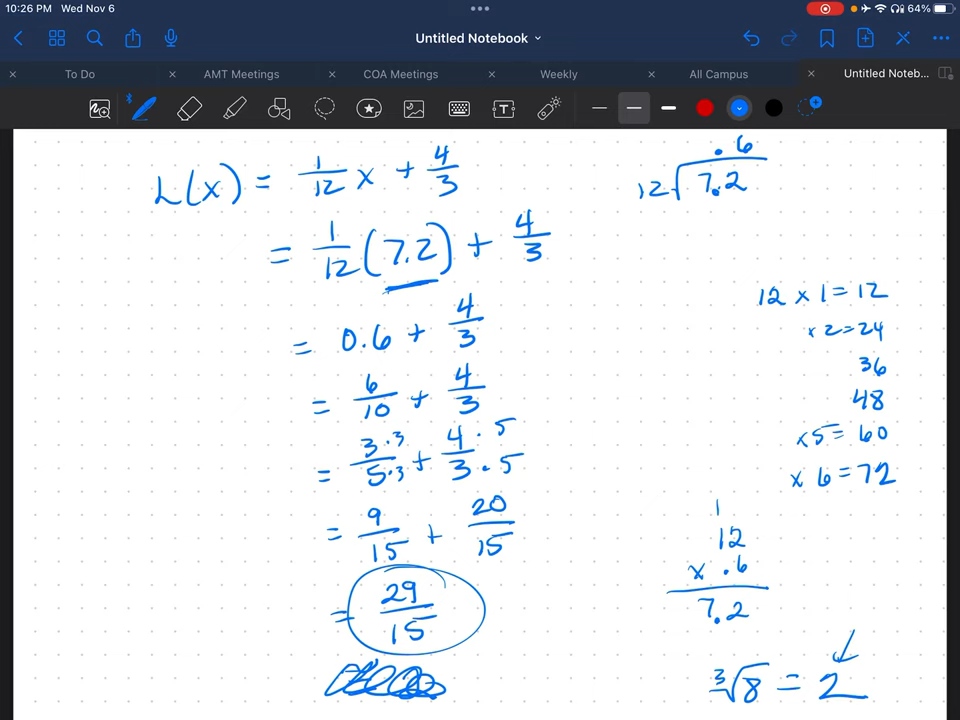 10:26 PM Wed Nov 6
64%
Untitled Notebook
To Do
AMT Meetings
COA Meetings
Weekly
All Campus
Untitled Noteb...
L(x) = 1/12 x + 4/3
= 1/12 (7.2) + 4/3
= 0.6 + 4/3
= 6/10 + 4/3
= 3·3/5·3 + 4·5/3·5
= 9/15 + 20/15
= 29/15
.6
12√7.2
12 x 1 = 12
x 2 = 24
36
48
x5 = 60
x 6 = 72
1
12
x .6
7.2
∛8 = 2